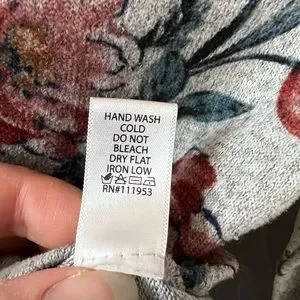 HAND WASH
COLD
DO NOT
BLEACH
DRY FLAT
IRON LOW
RN#111953